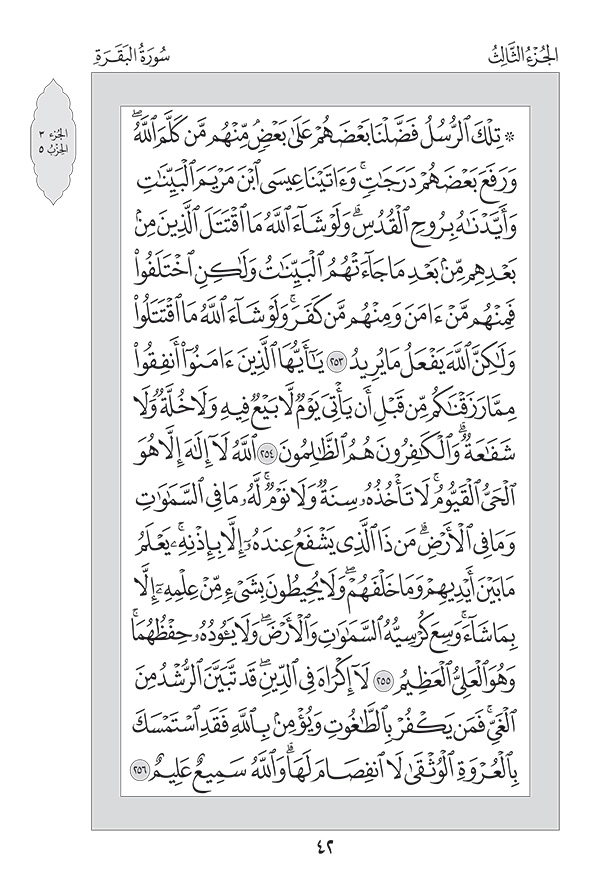 سُورَةُ البَقَرَةِ
الجُزْءُ الثَّالِثُ
الجزء ٣
الحزب ٥
۞ تِلْكَ ٱلرُّسُلُ فَضَّلْنَا بَعْضَهُمْ عَلَىٰ بَعْضٍۘ مِّنْهُم مَّن كَلَّمَ ٱللَّهُۖ
وَرَفَعَ بَعْضَهُمْ دَرَجَٰتٍۚ وَءَاتَيْنَا عِيسَى ٱبْنَ مَرْيَمَ ٱلْبَيِّنَٰتِ
وَأَيَّدْنَٰهُ بِرُوحِ ٱلْقُدُسِۗ وَلَوْ شَآءَ ٱللَّهُ مَا ٱقْتَتَلَ ٱلَّذِينَ مِنۢ
بَعْدِهِم مِّنۢ بَعْدِ مَا جَآءَتْهُمُ ٱلْبَيِّنَٰتُ وَلَٰكِنِ ٱخْتَلَفُوا۟
فَمِنْهُم مَّنْ ءَامَنَ وَمِنْهُم مَّن كَفَرَۚ وَلَوْ شَآءَ ٱللَّهُ مَا ٱقْتَتَلُوا۟
وَلَٰكِنَّ ٱللَّهَ يَفْعَلُ مَا يُرِيدُ ٢٥٣ يَٰٓأَيُّهَا ٱلَّذِينَ ءَامَنُوٓا۟ أَنفِقُوا۟
مِمَّا رَزَقْنَٰكُم مِّن قَبْلِ أَن يَأْتِىَ يَوْمٌ لَّا بَيْعٌ فِيهِ وَلَا خُلَّةٌ وَلَا
شَفَٰعَةٌۗ وَٱلْكَٰفِرُونَ هُمُ ٱلظَّٰلِمُونَ ٢٥٤ ٱللَّهُ لَآ إِلَٰهَ إِلَّا هُوَ
ٱلْحَىُّ ٱلْقَيُّومُۚ لَا تَأْخُذُهُۥ سِنَةٌ وَلَا نَوْمٌۚ لَّهُۥ مَا فِى ٱلسَّمَٰوَٰتِ
وَمَا فِى ٱلْأَرْضِۗ مَن ذَا ٱلَّذِى يَشْفَعُ عِندَهُۥٓ إِلَّا بِإِذْنِهِۦۚ يَعْلَمُ
مَا بَيْنَ أَيْدِيهِمْ وَمَا خَلْفَهُمْۖ وَلَا يُحِيطُونَ بِشَىْءٍ مِّنْ عِلْمِهِۦٓ إِلَّا
بِمَا شَآءَۚ وَسِعَ كُرْسِيُّهُ ٱلسَّمَٰوَٰتِ وَٱلْأَرْضَۖ وَلَا يَـُٔودُهُۥ حِفْظُهُمَاۚ
وَهُوَ ٱلْعَلِىُّ ٱلْعَظِيمُ ٢٥٥ لَآ إِكْرَاهَ فِى ٱلدِّينِۖ قَد تَّبَيَّنَ ٱلرُّشْدُ مِنَ
ٱلْغَىِّۚ فَمَن يَكْفُرْ بِٱلطَّٰغُوتِ وَيُؤْمِنۢ بِٱللَّهِ فَقَدِ ٱسْتَمْسَكَ
بِٱلْعُرْوَةِ ٱلْوُثْقَىٰ لَا ٱنفِصَامَ لَهَاۗ وَٱللَّهُ سَمِيعٌ عَلِيمٌ ٢٥٦
٤٢